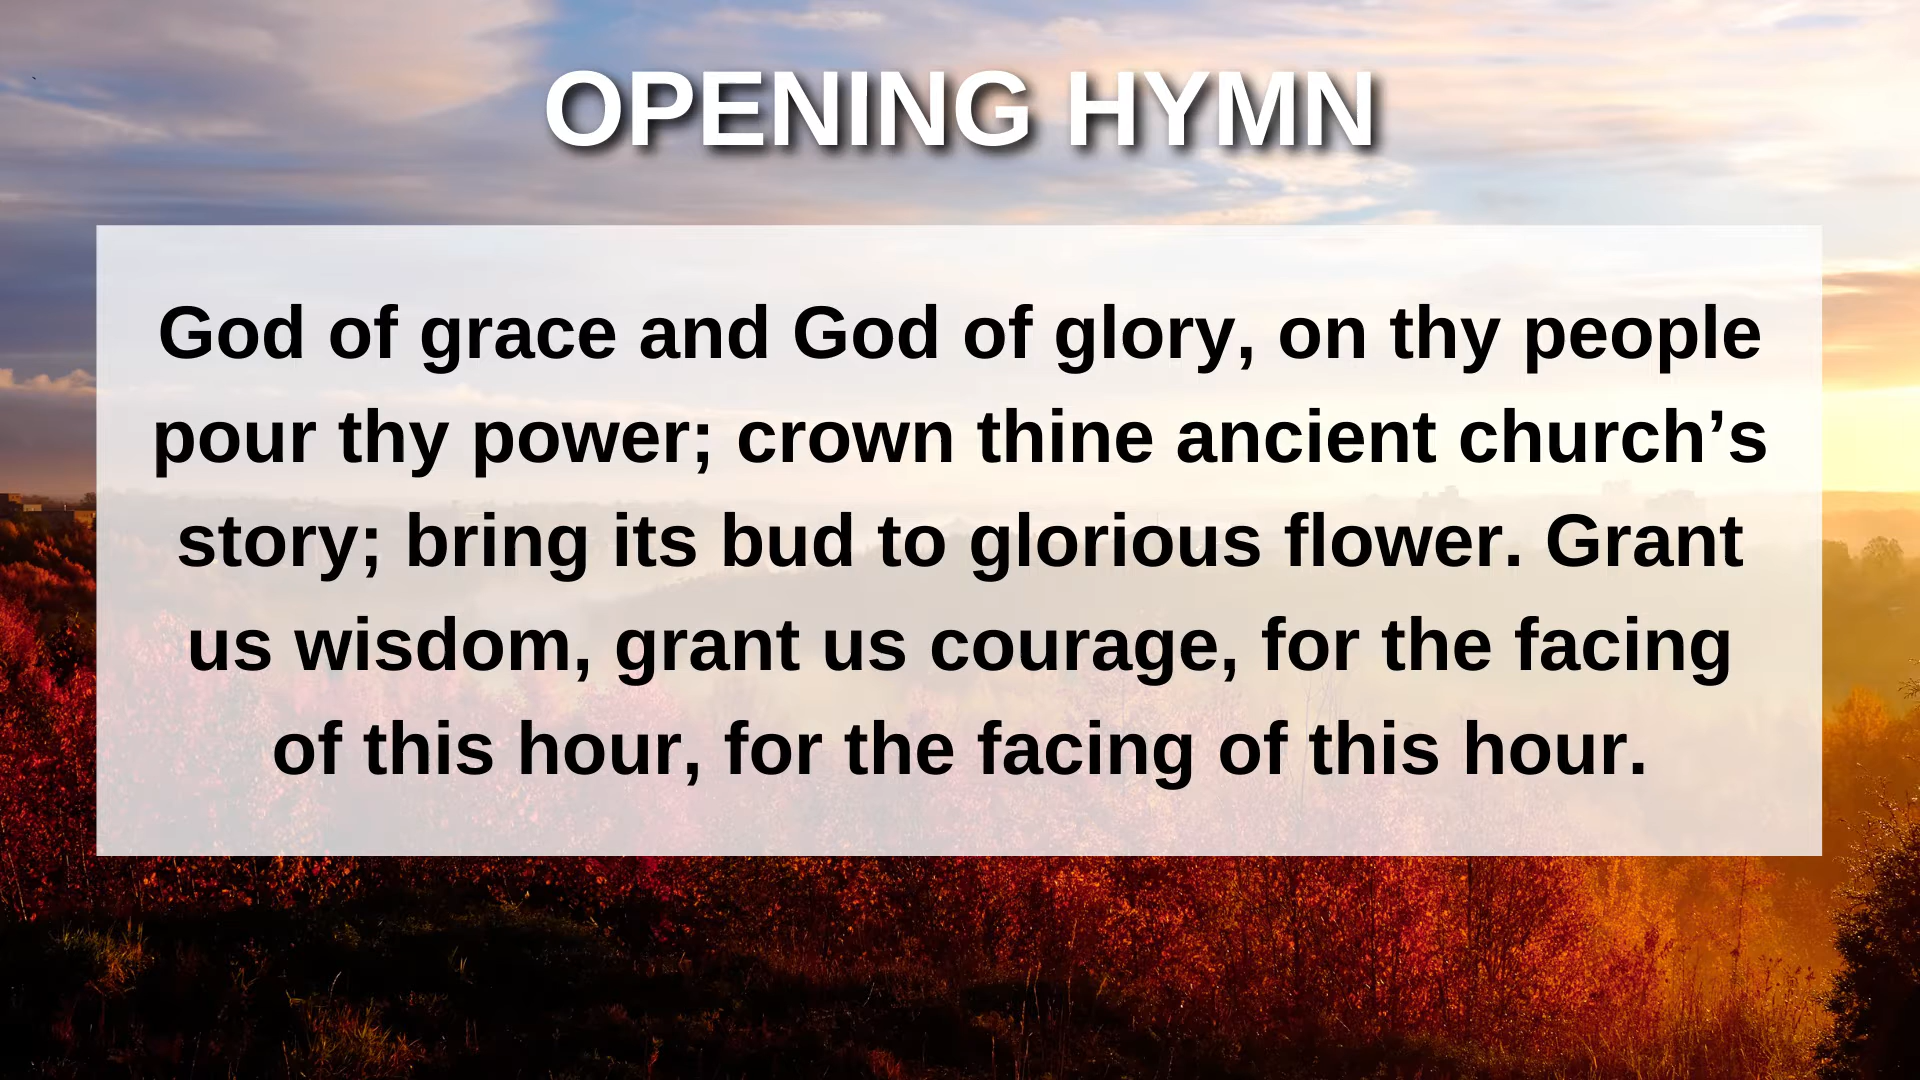 OPENING HYMN
God of grace and God of glory, on thy people
pour thy power; crown thine ancient church’s
story; bring its bud to glorious flower. Grant
us wisdom, grant us courage, for the facing
of this hour, for the facing of this hour.